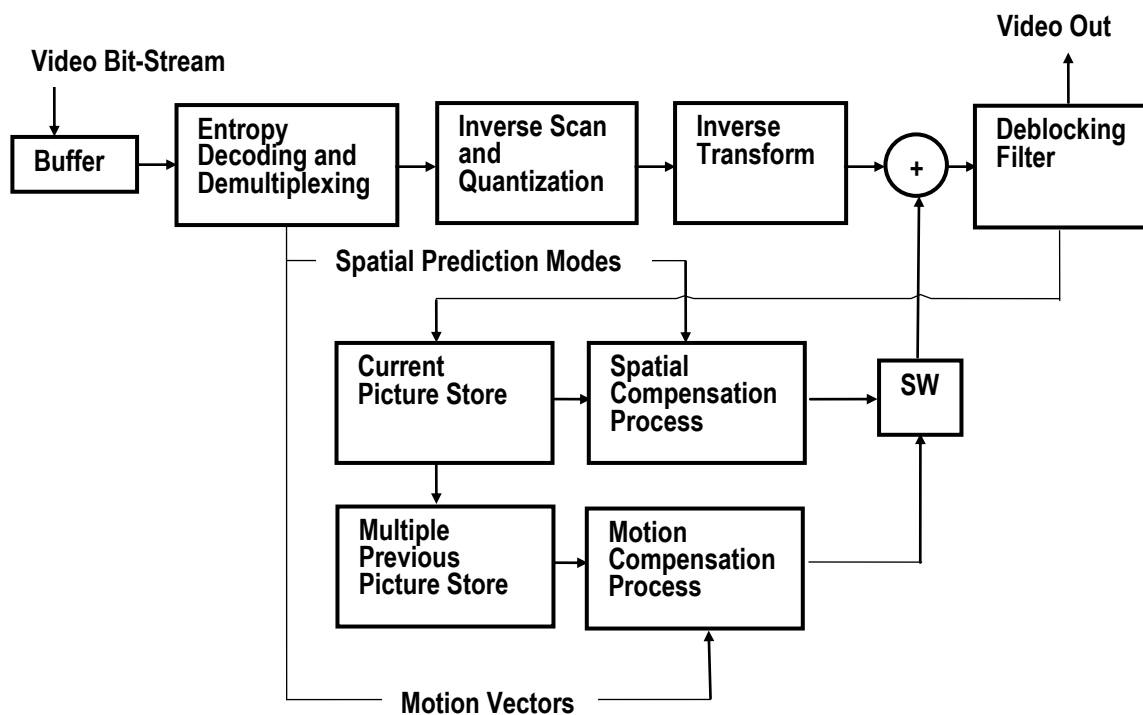 Video Out
Video Bit-Stream
Buffer
Entropy
Decoding and
Demultiplexing
Inverse Scan
and
Quantization
Inverse
Transform
+
Deblocking
Filter
Spatial Prediction Modes
Current
Picture Store
Spatial
Compensation
Process
SW
Multiple
Previous
Picture Store
Motion
Compensation
Process
Motion Vectors